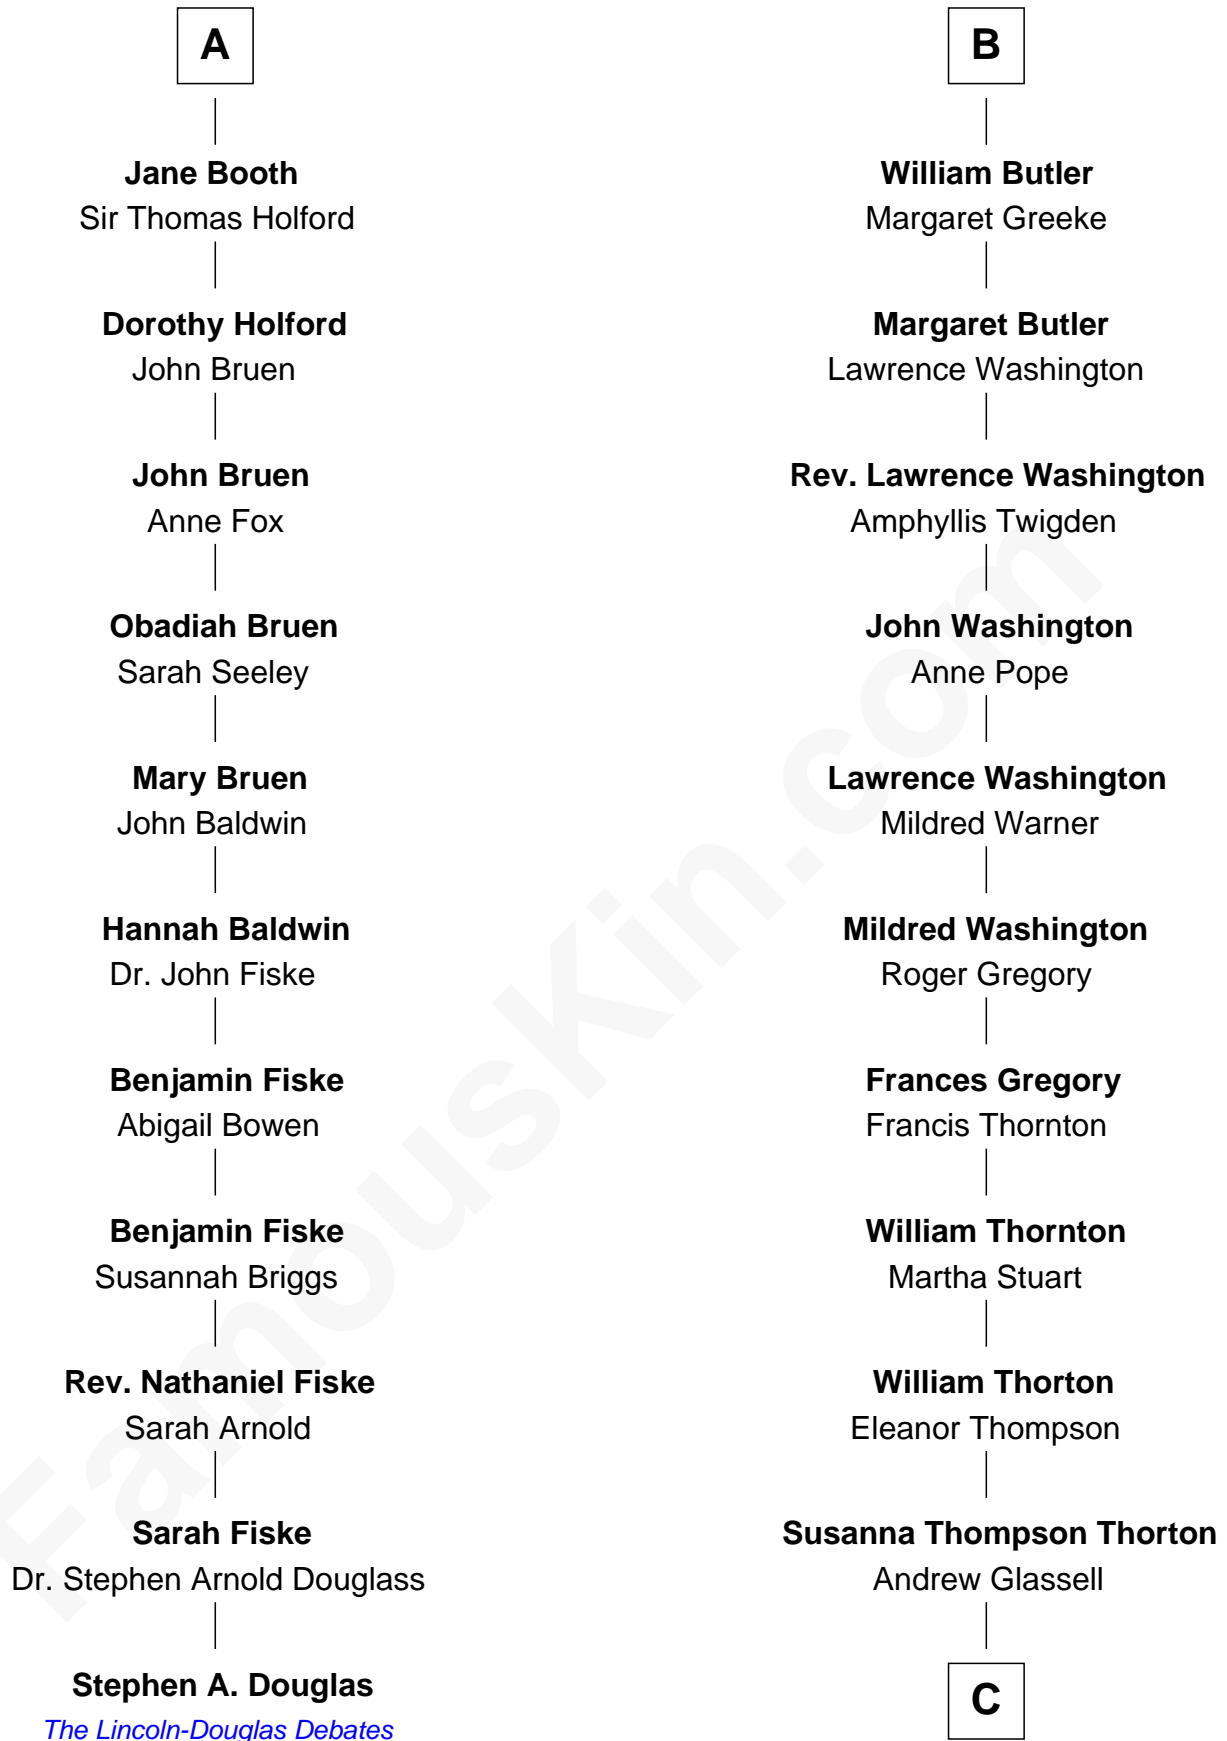 A
Jane Booth
Sir Thomas Holford
Dorothy Holford
John Bruen
John Bruen
Anne Fox
Obadiah Bruen
Sarah Seeley
Mary Bruen
John Baldwin
Hannah Baldwin
Dr. John Fiske
Benjamin Fiske
Abigail Bowen
Benjamin Fiske
Susannah Briggs
Rev. Nathaniel Fiske
Sarah Arnold
Sarah Fiske
Dr. Stephen Arnold Douglass
Stephen A. Douglas
The Lincoln-Douglas Debates
B
William Butler
Margaret Greeke
Margaret Butler
Lawrence Washington
Rev. Lawrence Washington
Amphyllis Twigden
John Washington
Anne Pope
Lawrence Washington
Mildred Warner
Mildred Washington
Roger Gregory
Frances Gregory
Francis Thornton
William Thornton
Martha Stuart
William Thorton
Eleanor Thompson
Susanna Thompson Thorton
Andrew Glassell
C
FamousKin.com